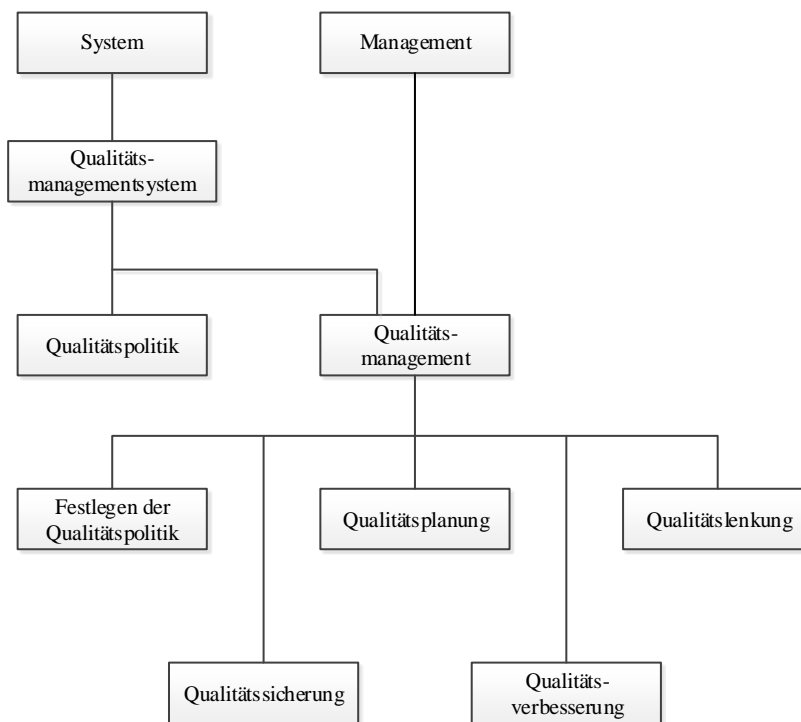 System
Management
Qualitäts-
managementsystem
Qualitätspolitik
Qualitäts-
management
Festlegen der
Qualitätspolitik
Qualitätsplanung
Qualitätslenkung
Qualitätssicherung
Qualitäts-
verbesserung